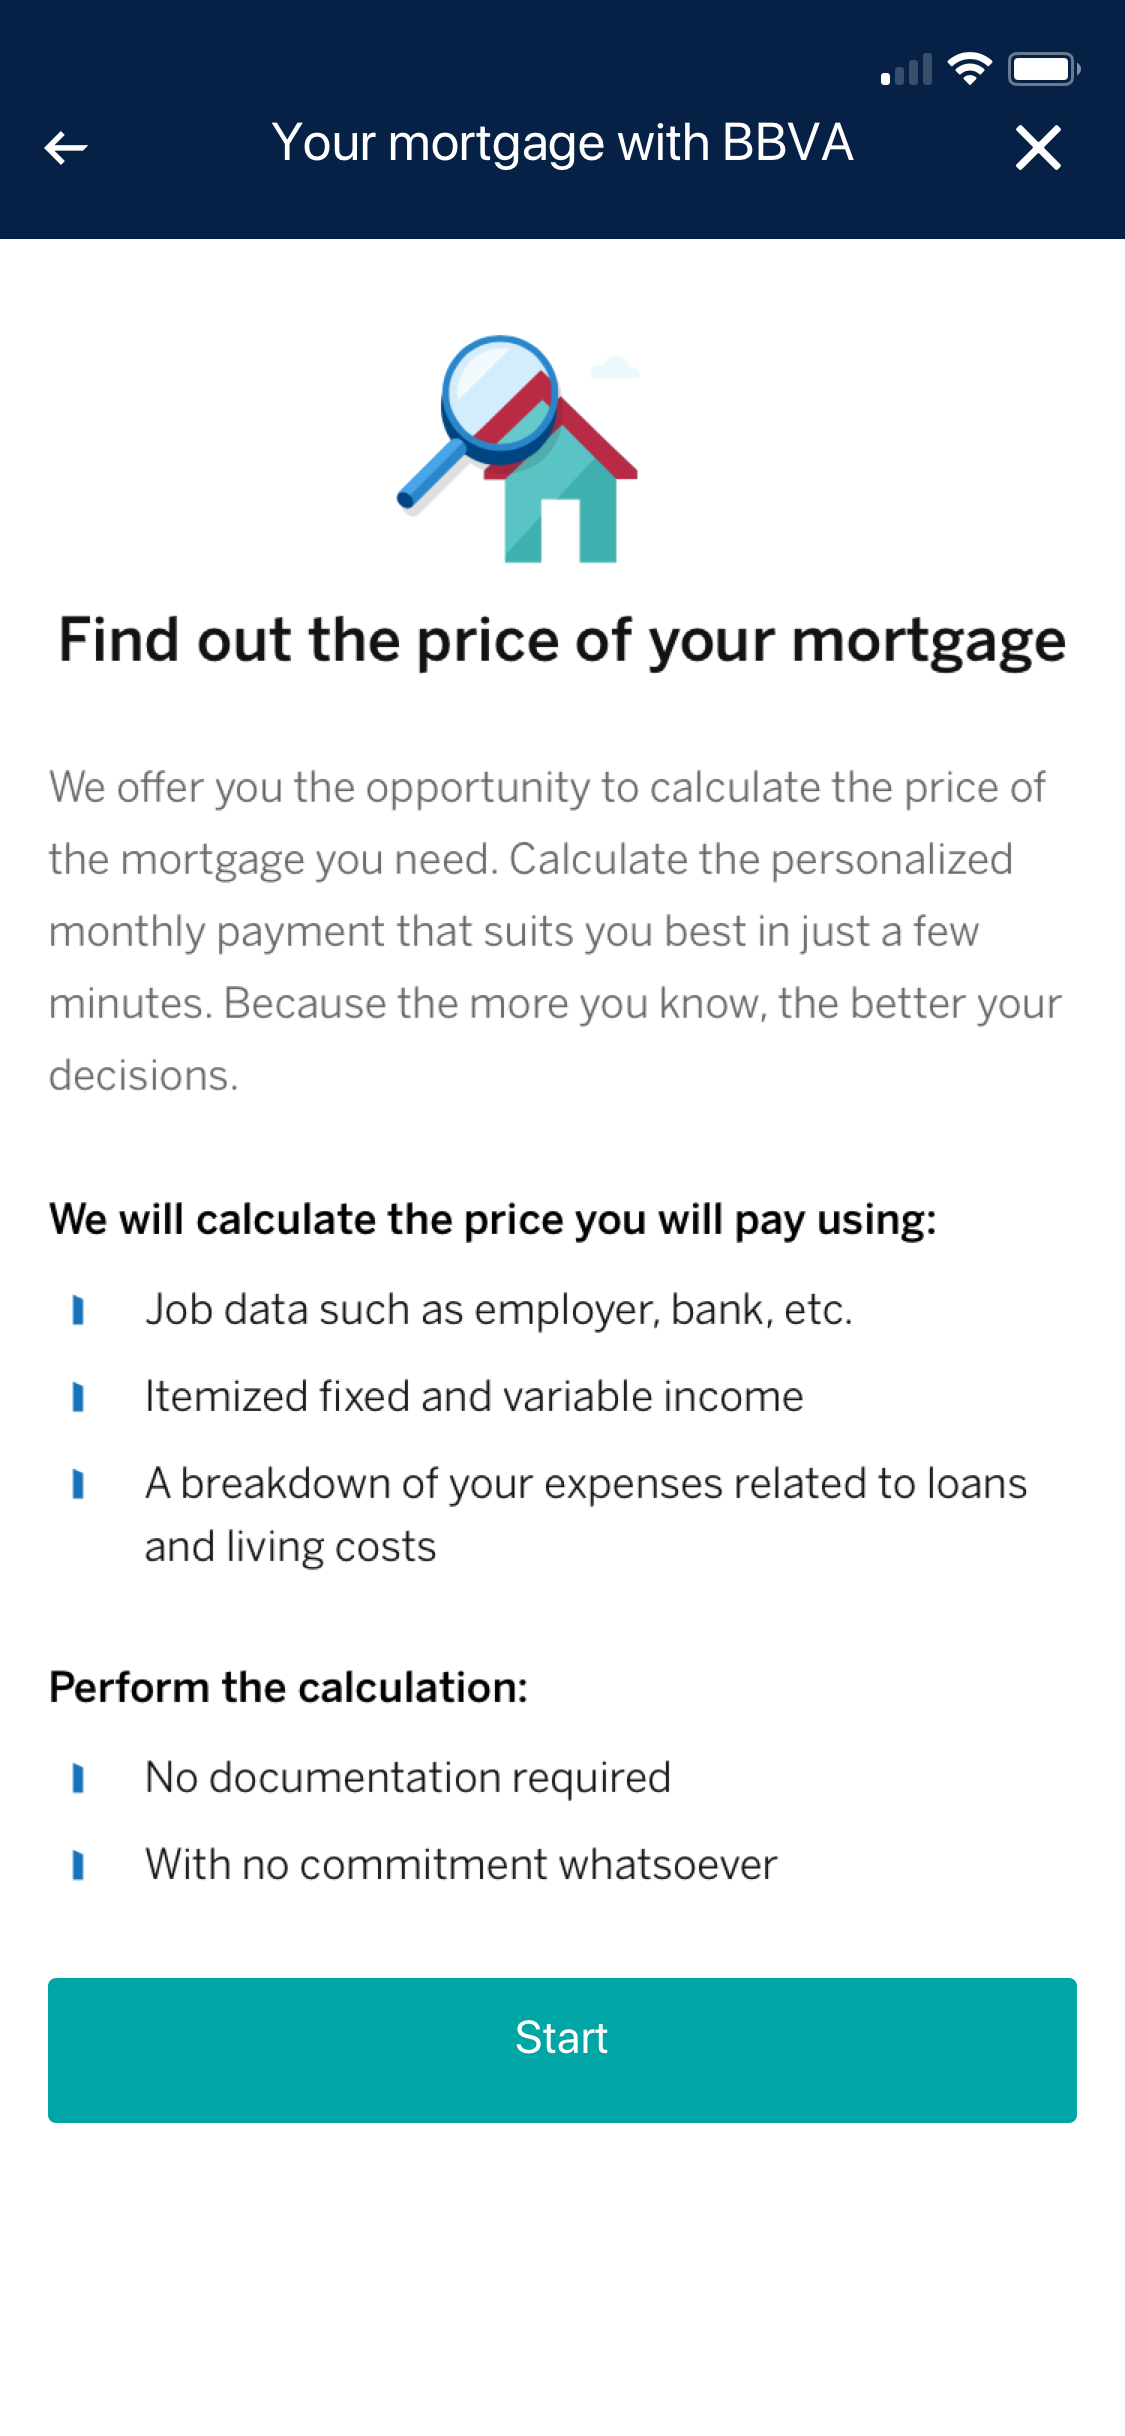 Your mortgage with BBVA
Find out the price of your mortgage
We offer you the opportunity to calculate the price of
the mortgage you need. Calculate the personalized
monthly payment that suits you best in just a few
minutes. Because the more you know, the better your
decisions.
We will calculate the price you will pay using:
Job data such as employer, bank, etc.
Itemized fixed and variable income
A breakdown of your expenses related to loans
and living costs
Perform the calculation:
No documentation required
With no commitment whatsoever
Start